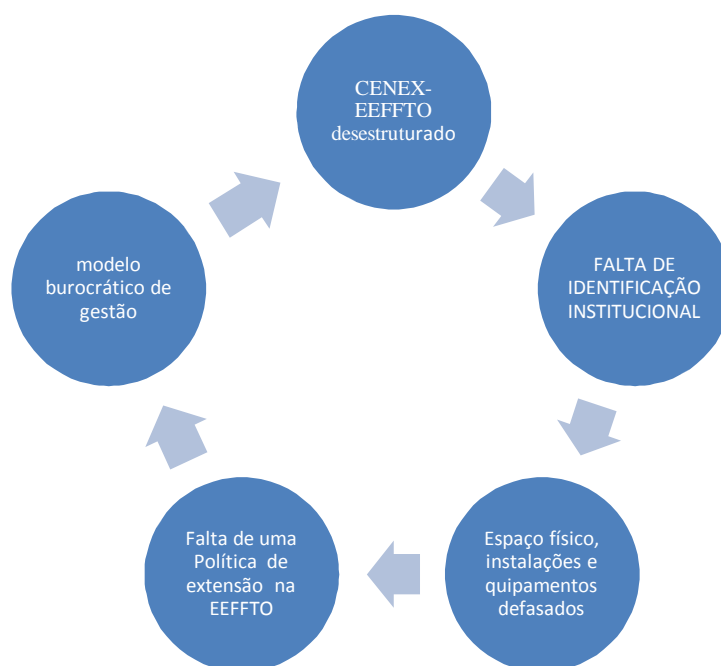 CENEX-
EEFFTO
desestruturado
FALTA DE
IDENTIFICAÇÃO
INSTITUCIONAL
Espaço físico,
instalações e
quipamentos
defasados
Falta de uma
Política de
extensão na
EEFFTO
modelo
burocrático de
gestão